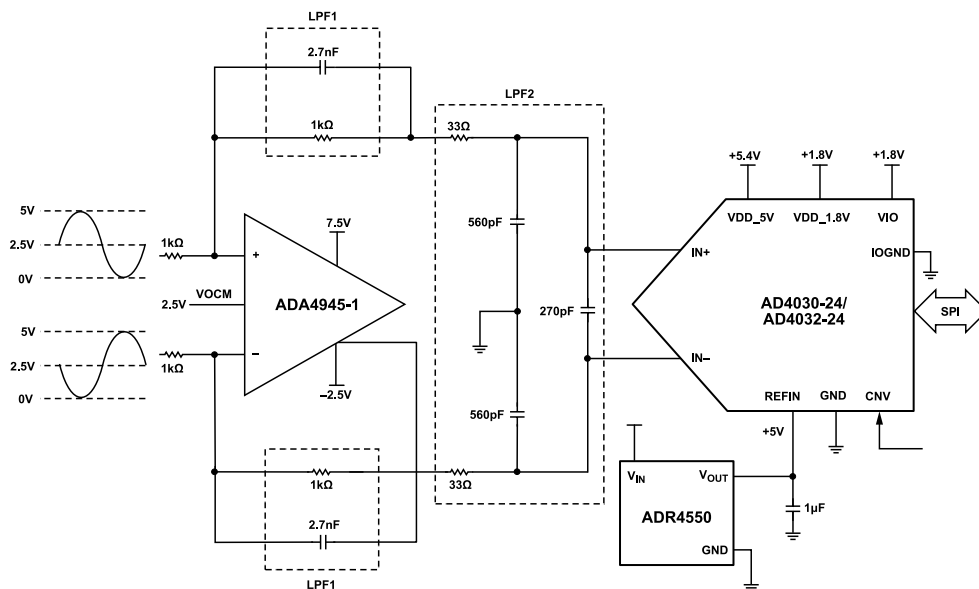 LPF1
2.7nF
1kΩ
LPF2
33Ω
+5.4V
+1.8V
+1.8V
VDD_5V
VDD_1.8V
VIO
IOGND
5V
2.5V
0V
1kΩ
+
7.5V
560pF
IN+
VOCM
2.5V
ADA4945-1
270pF
AD4030-24/
AD4032-24
SPI
5V
2.5V
0V
1kΩ
−
−2.5V
560pF
IN−
REFIN
GND
CNV
+5V
1kΩ
33Ω
VIN
VOUT
ADR4550
GND
1µF
2.7nF
LPF1